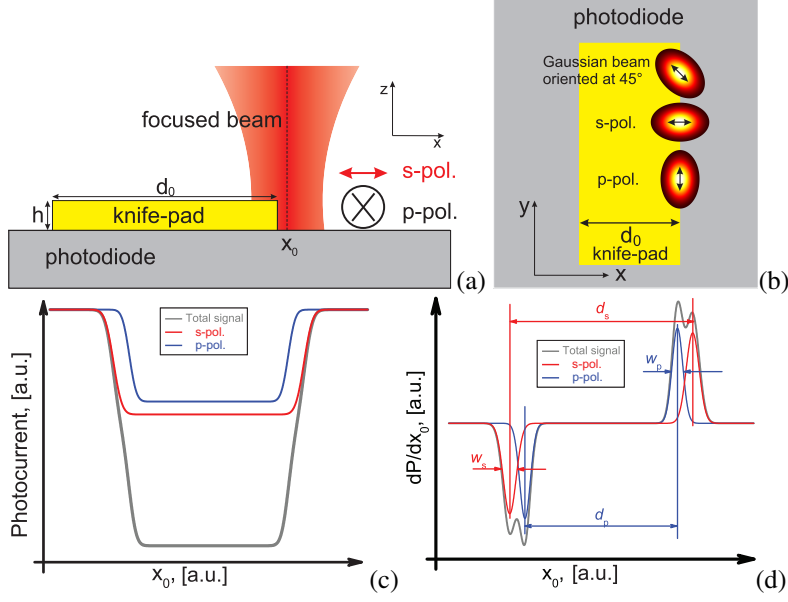 focused beam
z
x
s-pol.
p-pol.
d₀
h
knife-pad
x₀
photodiode
(a)
photodiode
Gaussian beam
oriented at 45°
s-pol.
p-pol.
y
x
d₀
knife-pad
(b)
Photocurrent, [a.u.]
Total signal
s-pol.
p-pol.
x₀, [a.u.]
(c)
dP/dx₀, [a.u.]
dₛ
Total signal
s-pol.
p-pol.
wₚ
wₛ
dₚ
x₀, [a.u.]
(d)